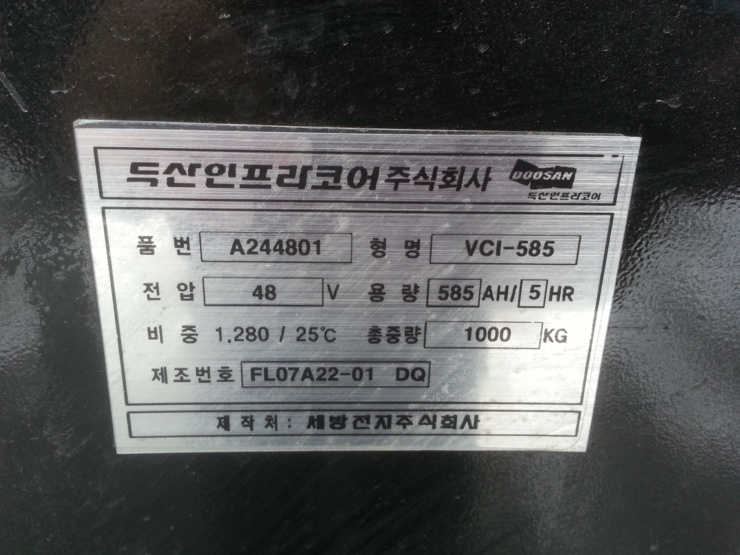 두산인프라코어주식회사 DOOSAN
두산인프라코어
품 번 A244801 형 명 VCI-585
전 압 48 V 용 량 585 AH/ 5 HR
비 중 1.280 / 25℃ 총중량 1000 KG
제조번호 FL07A22-01 DQ
제 작 처 : 세방전지주식회사